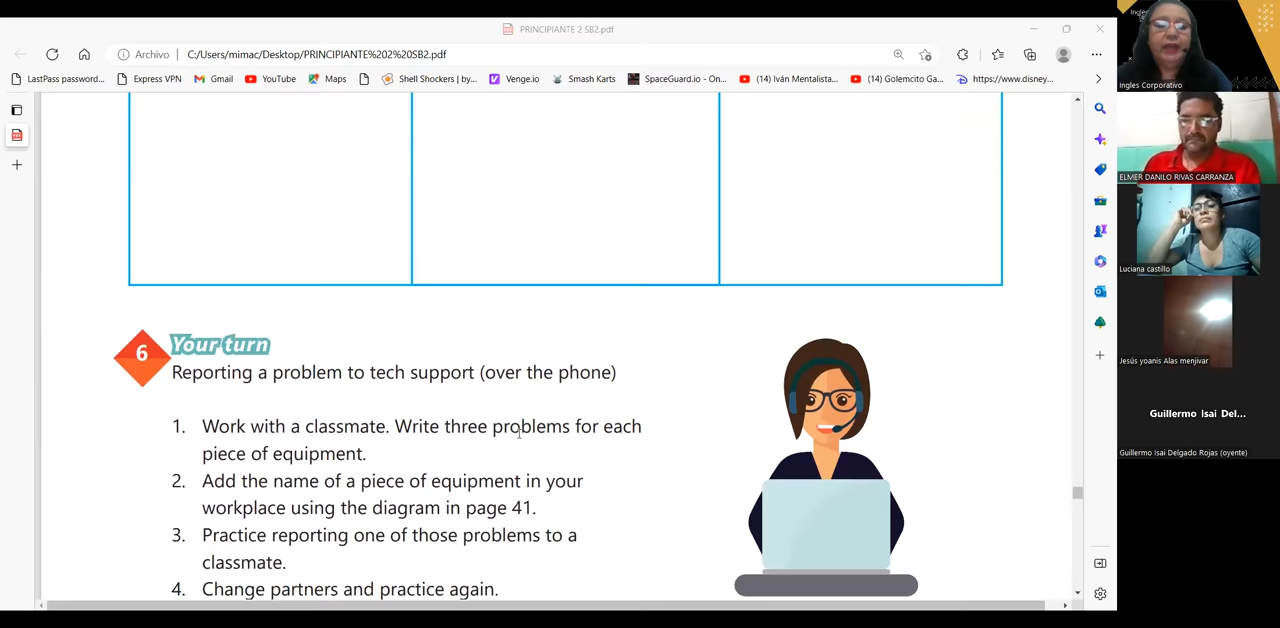 PRINCIPIANTE 2 SB2.pdf
Archivo
C:/Users/mimac/Desktop/PRINCIPIANTE%202%20SB2.pdf
LastPass password... Express VPN Gmail YouTube Maps Shell Shockers | by... Venge.io Smash Karts SpaceGuard.io - On... (14) Iván Mentalista... (14) Golemcito Ga... https://www.disney...
6
Your turn
Reporting a problem to tech support (over the phone)
1. Work with a classmate. Write three problems for each
piece of equipment.
2. Add the name of a piece of equipment in your
workplace using the diagram in page 41.
3. Practice reporting one of those problems to a
classmate.
4. Change partners and practice again.
Ingles Corporativo
ELMER DANILO RIVAS CARRANZA
Luciana castillo
Jesús yoanis Alas menjivar
Guillermo Isai Del...
Guillermo Isai Delgado Rojas (oyente)